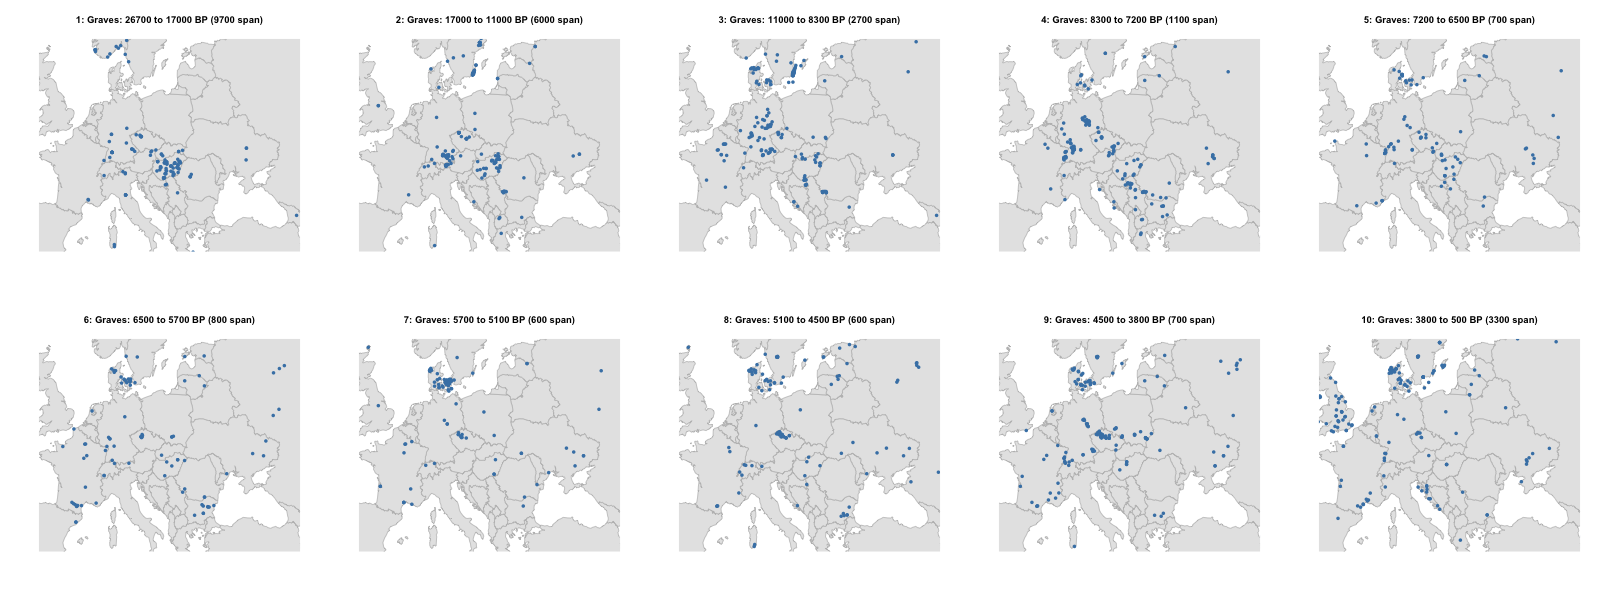 1: Graves: 26700 to 17000 BP (9700 span)
2: Graves: 17000 to 11000 BP (6000 span)
3: Graves: 11000 to 8300 BP (2700 span)
4: Graves: 8300 to 7200 BP (1100 span)
5: Graves: 7200 to 6500 BP (700 span)
6: Graves: 6500 to 5700 BP (800 span)
7: Graves: 5700 to 5100 BP (600 span)
8: Graves: 5100 to 4500 BP (600 span)
9: Graves: 4500 to 3800 BP (700 span)
10: Graves: 3800 to 500 BP (3300 span)